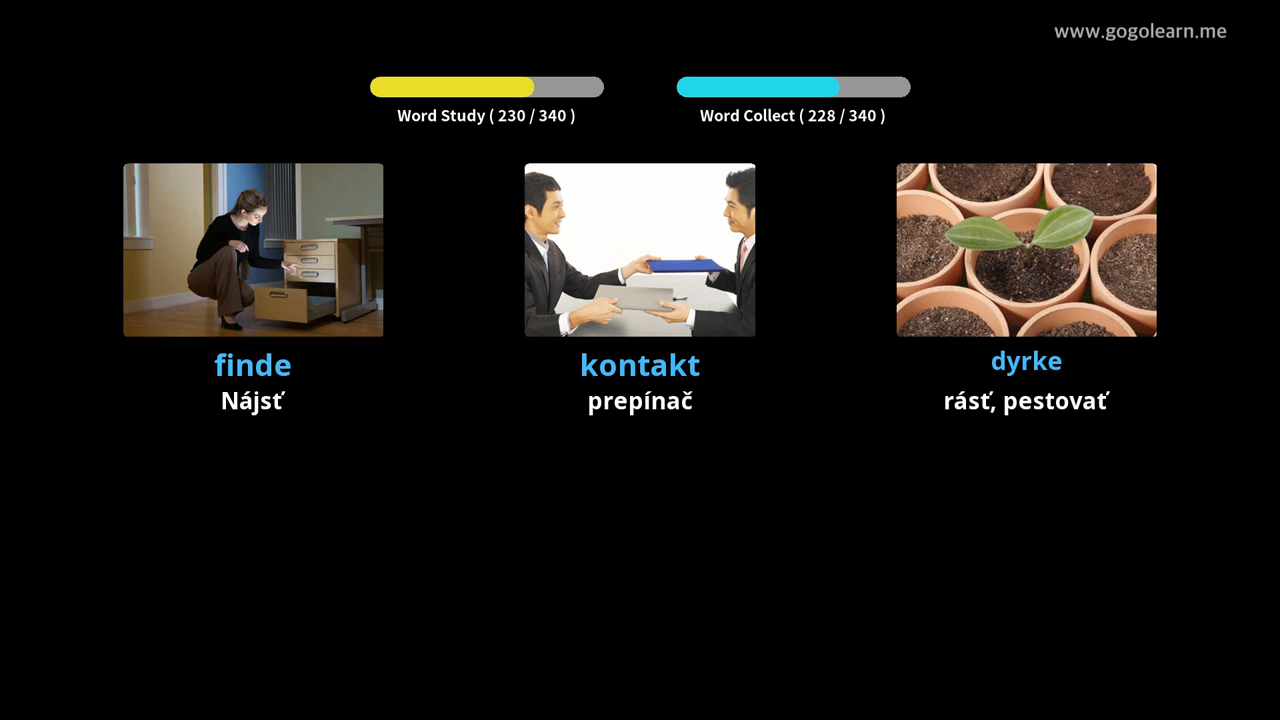 www.gogolearn.me
Word Study ( 230 / 340 )
Word Collect ( 228 / 340 )
finde
Nájsť
kontakt
prepínač
dyrke
rásť, pestovať